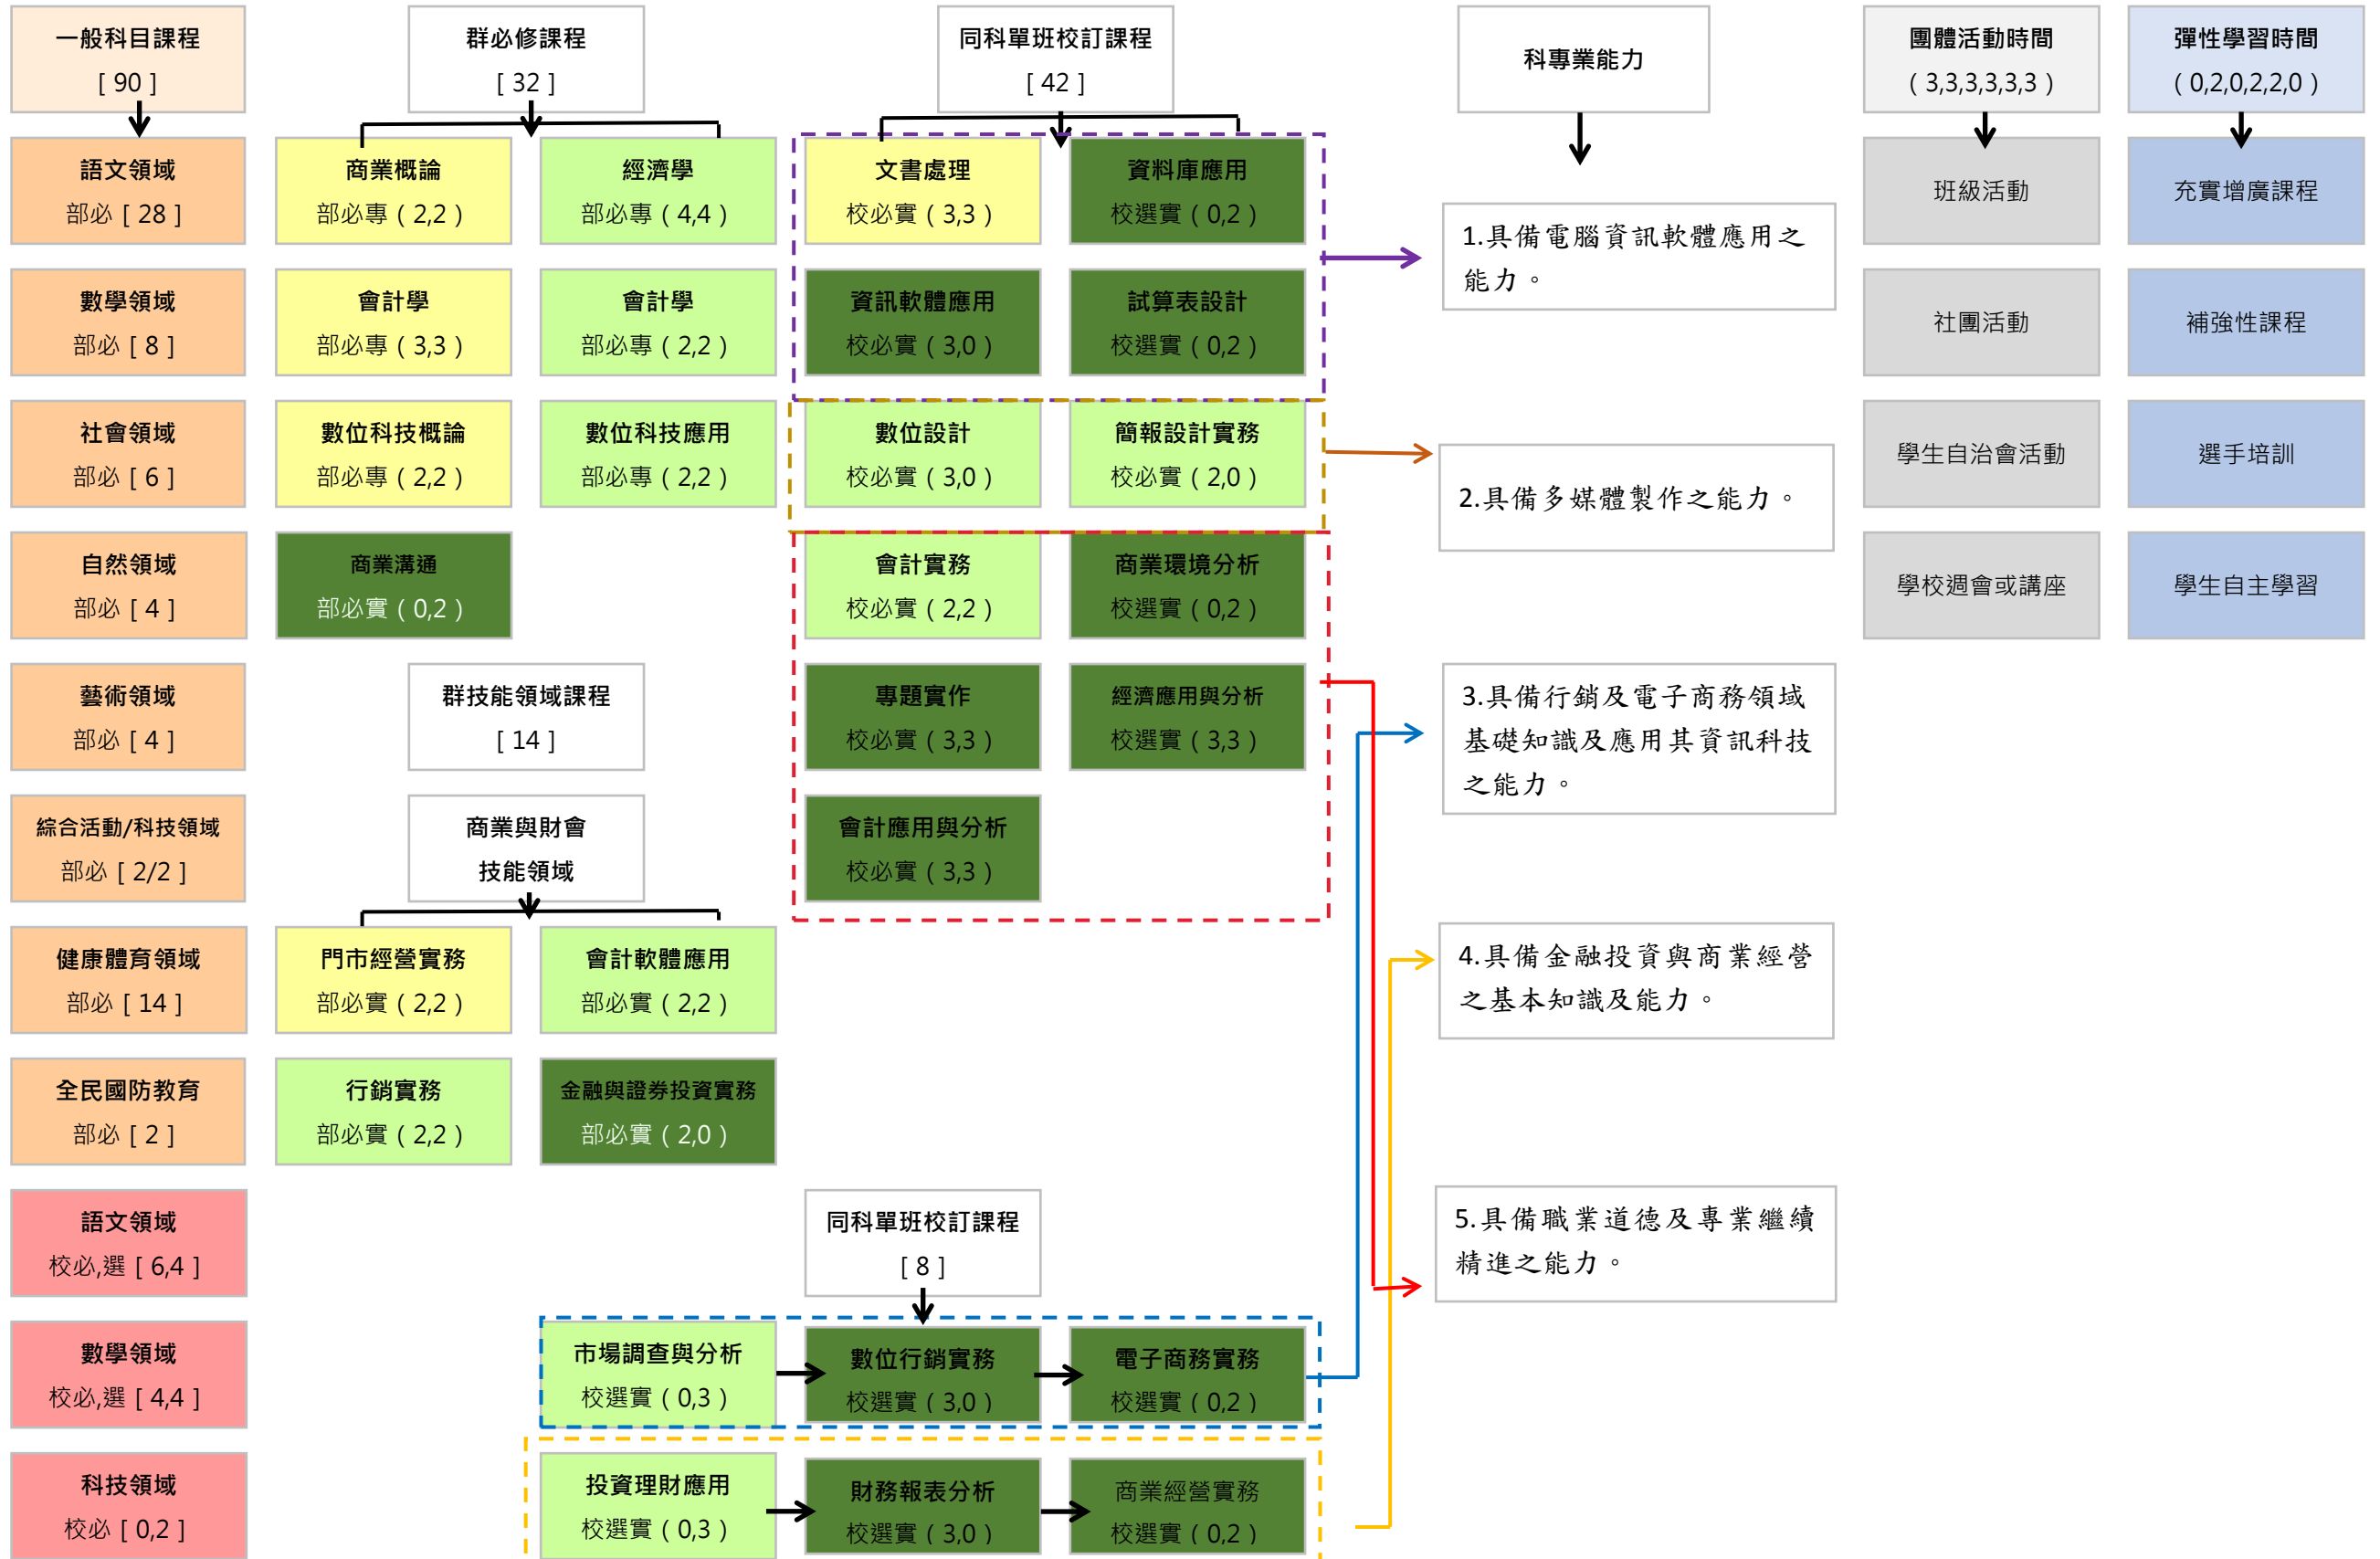 一般科目課程
[ 90 ]
語文領域
部必 [ 28 ]
數學領域
部必 [ 8 ]
社會領域
部必 [ 6 ]
自然領域
部必 [ 4 ]
藝術領域
部必 [ 4 ]
綜合活動/科技領域
部必 [ 2/2 ]
健康體育領域
部必 [ 14 ]
全民國防教育
部必 [ 2 ]
語文領域
校必,選 [ 6,4 ]
數學領域
校必,選 [ 4,4 ]
科技領域
校必 [ 0,2 ]
群必修課程
[ 32 ]
商業概論
部必專 ( 2,2 )
經濟學
部必專 ( 4,4 )
會計學
部必專 ( 3,3 )
會計學
部必專 ( 2,2 )
數位科技概論
部必專 ( 2,2 )
數位科技應用
部必專 ( 2,2 )
商業溝通
部必實 ( 0,2 )
群技能領域課程
[ 14 ]
商業與財會
技能領域
門市經營實務
部必實 ( 2,2 )
會計軟體應用
部必實 ( 2,2 )
行銷實務
部必實 ( 2,2 )
金融與證券投資實務
部必實 ( 2,0 )
同科單班校訂課程
[ 42 ]
文書處理
校必實 ( 3,3 )
資料庫應用
校選實 ( 0,2 )
資訊軟體應用
校必實 ( 3,0 )
試算表設計
校選實 ( 0,2 )
數位設計
校必實 ( 3,0 )
簡報設計實務
校必實 ( 2,0 )
會計實務
校必實 ( 2,2 )
商業環境分析
校選實 ( 0,2 )
專題實作
校必實 ( 3,3 )
經濟應用與分析
校選實 ( 3,3 )
會計應用與分析
校必實 ( 3,3 )
同科單班校訂課程
[ 8 ]
市場調查與分析
校選實 ( 0,3 )
數位行銷實務
校選實 ( 3,0 )
電子商務實務
校選實 ( 0,2 )
投資理財應用
校選實 ( 0,3 )
財務報表分析
校選實 ( 3,0 )
商業經營實務
校選實 ( 0,2 )
科專業能力
1.具備電腦資訊軟體應用之
能力。
2.具備多媒體製作之能力。
3.具備行銷及電子商務領域
基礎知識及應用其資訊科技
之能力。
4.具備金融投資與商業經營
之基本知識及能力。
5.具備職業道德及專業繼續
精進之能力。
團體活動時間
( 3,3,3,3,3,3 )
班級活動
社團活動
學生自治會活動
學校週會或講座
彈性學習時間
( 0,2,0,2,2,0 )
充實增廣課程
補強性課程
選手培訓
學生自主學習